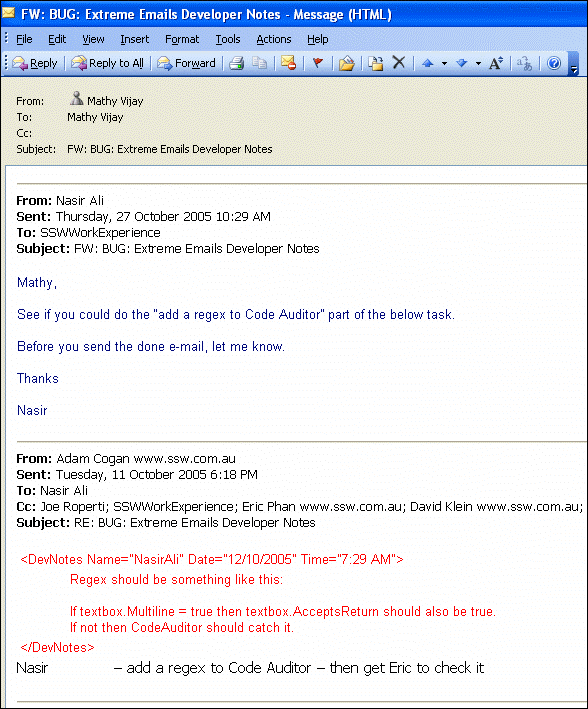 FW: BUG: Extreme Emails Developer Notes - Message (HTML)
File Edit View Insert Format Tools Actions Help
Reply Reply to All Forward
From: Mathy Vijay
To: Mathy Vijay
Cc:
Subject: FW: BUG: Extreme Emails Developer Notes
From: Nasir Ali
Sent: Thursday, 27 October 2005 10:29 AM
To: SSWWorkExperience
Subject: FW: BUG: Extreme Emails Developer Notes
Mathy,
See if you could do the "add a regex to Code Auditor" part of the below task.
Before you send the done e-mail, let me know.
Thanks
Nasir
From: Adam Cogan www.ssw.com.au
Sent: Tuesday, 11 October 2005 6:18 PM
To: Nasir Ali
Cc: Joe Roperti; SSWWorkExperience; Eric Phan www.ssw.com.au; David Klein www.ssw.com.au;
Subject: RE: BUG: Extreme Emails Developer Notes
<DevNotes Name="NasirAli" Date="12/10/2005" Time="7:29 AM">
Regex should be something like this:
If textbox.Multiline = true then textbox.AcceptsReturn should also be true.
If not then CodeAuditor should catch it.
</DevNotes>
Nasir – add a regex to Code Auditor – then get Eric to check it